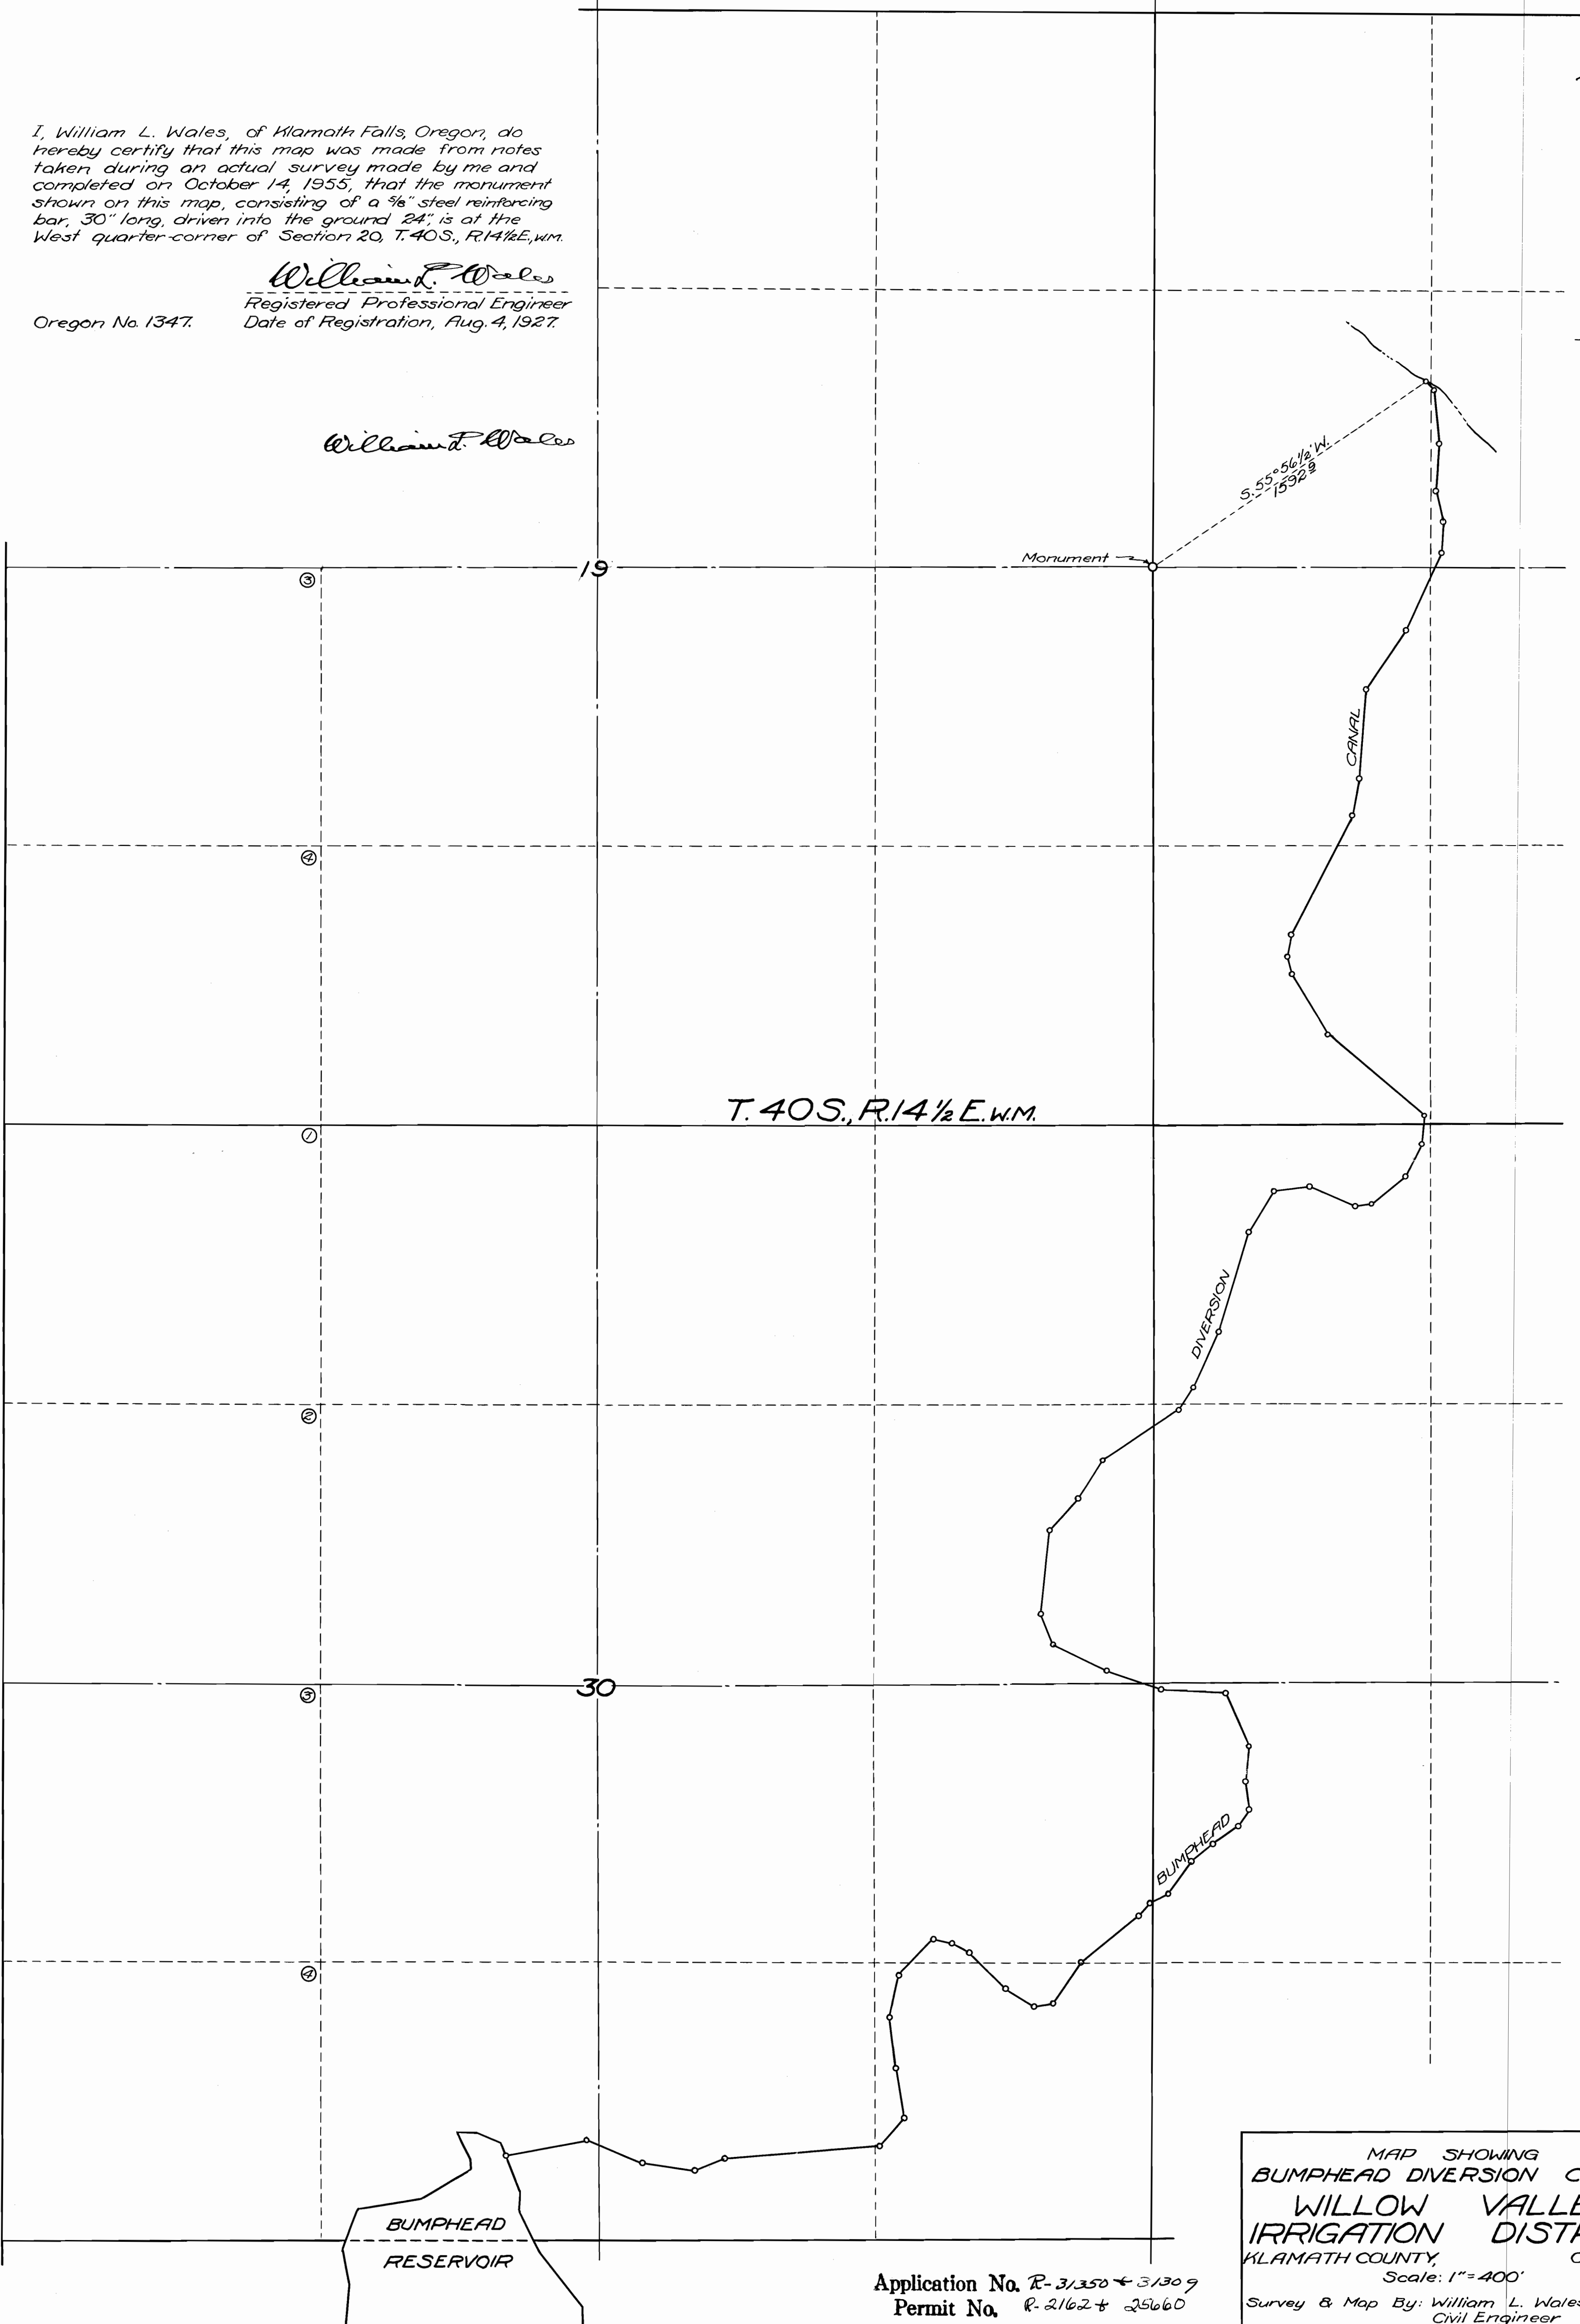 I, William L. Wales, of Klamath Falls, Oregon, do
hereby certify that this map was made from notes
taken during an actual survey made by me and
completed on October 14, 1955, that the monument
shown on this map, consisting of a 5/8" steel reinforcing
bar, 30" long, driven into the ground 24", is at the
West quarter-corner of Section 20, T. 40S., R.14½E., W.M.
William L. Wales
Registered Professional Engineer
Oregon No. 1347. Date of Registration, Aug. 4, 1927.
William L. Wales
S. 55° 56½' W.
1592.9
Monument
③
19
CANAL
④
T. 40S., R.14½ E. W.M.
①
DIVERSION
②
③
30
BUMPHEAD
④
BUMPHEAD
RESERVOIR
MAP SHOWING
BUMPHEAD DIVERSION C
WILLOW VALLE
IRRIGATION DISTR
KLAMATH COUNTY,
Scale: 1"=400'
Survey & Map By: William L. Wales
Civil Engineer
Application No. R-31350 + 31309
Permit No. R-2162 + 25660